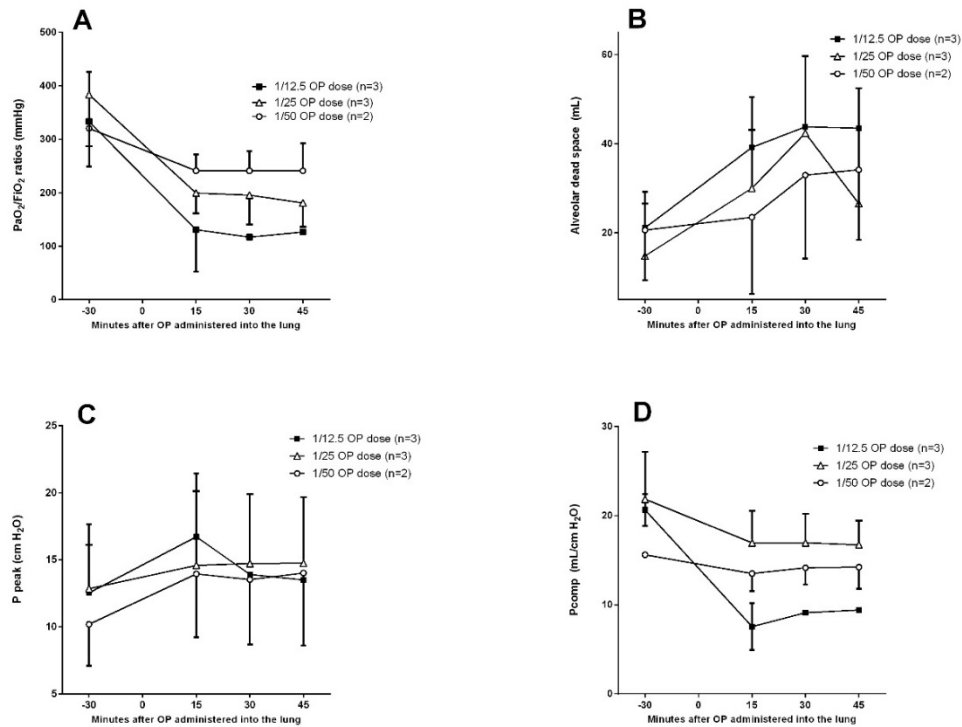 A
PaO2/FiO2 ratios (mmHg)
500
400
300
200
100
0
1/12.5 OP dose (n=3)
1/25 OP dose (n=3)
1/50 OP dose (n=2)
-30 0 15 30 45
Minutes after OP administered into the lung
B
Alveolar dead space (mL)
60
40
20
1/12.5 OP dose (n=3)
1/25 OP dose (n=3)
1/50 OP dose (n=2)
-30 0 15 30 45
Minutes after OP administered into the lung
C
P peak (cm H2O)
25
20
15
10
5
1/12.5 OP dose (n=3)
1/25 OP dose (n=3)
1/50 OP dose (n=2)
-30 0 15 30 45
Minutes after OP administered into the lung
D
Pcomp (mL/cm H2O)
30
20
10
0
1/12.5 OP dose (n=3)
1/25 OP dose (n=3)
1/50 OP dose (n=2)
-30 0 15 30 45
Minutes after OP administered into the lung